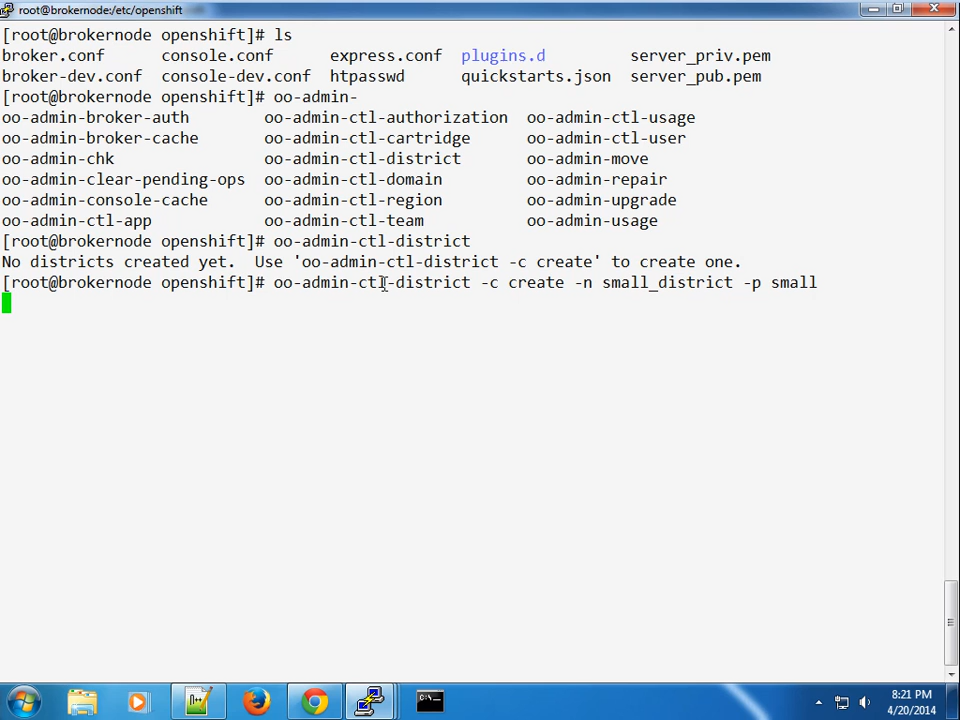 root@brokernode:/etc/openshift
[root@brokernode openshift]# ls
broker.conf console.conf express.conf plugins.d server_priv.pem
broker-dev.conf console-dev.conf htpasswd quickstarts.json server_pub.pem
[root@brokernode openshift]# oo-admin-
oo-admin-broker-auth oo-admin-ctl-authorization oo-admin-ctl-usage
oo-admin-broker-cache oo-admin-ctl-cartridge oo-admin-ctl-user
oo-admin-chk oo-admin-ctl-district oo-admin-move
oo-admin-clear-pending-ops oo-admin-ctl-domain oo-admin-repair
oo-admin-console-cache oo-admin-ctl-region oo-admin-upgrade
oo-admin-ctl-app oo-admin-ctl-team oo-admin-usage
[root@brokernode openshift]# oo-admin-ctl-district
No districts created yet. Use 'oo-admin-ctl-district -c create' to create one.
[root@brokernode openshift]# oo-admin-ctl-district -c create -n small_district -p small
8:21 PM
4/20/2014